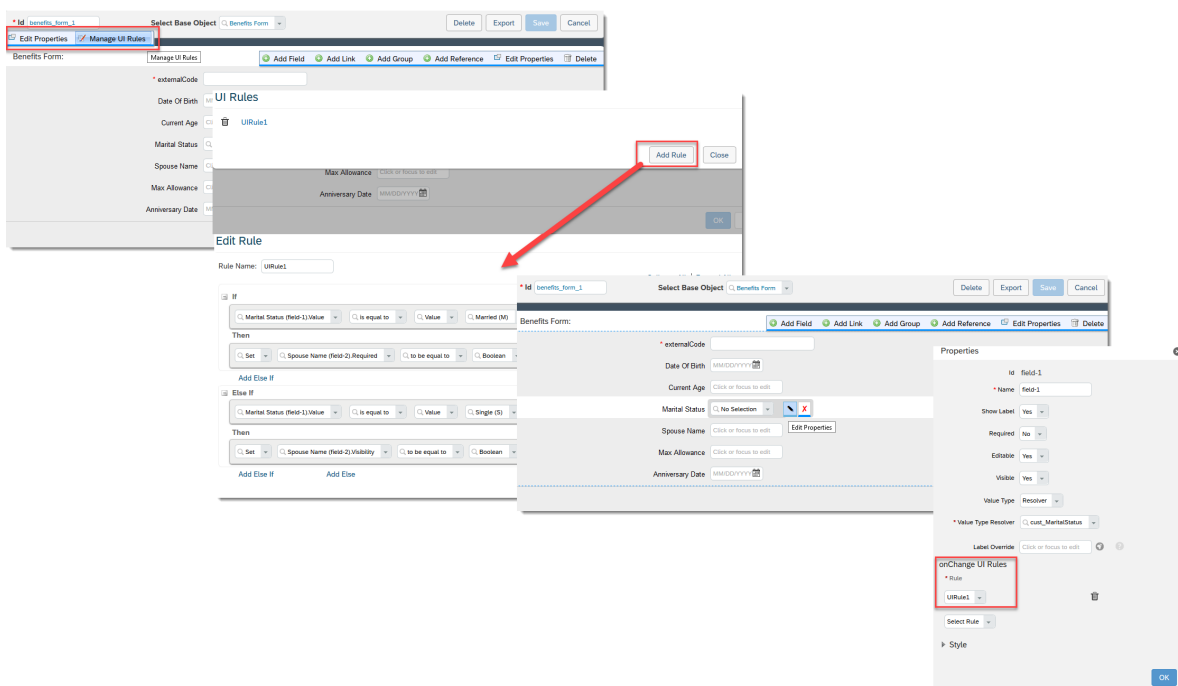 * Id benefits_form_1 Select Base Object Benefits Form Delete Export Save Cancel
Edit Properties Manage UI Rules
Benefits Form: Manage UI Rules Add Field Add Link Add Group Add Reference Edit Properties Delete
* externalCode
Date Of Birth
Current Age
Marital Status
Spouse Name
Max Allowance
Anniversary Date
UI Rules
UIRule1
Add Rule Close
Max Allowance Click or focus to edit
Anniversary Date MM/DD/YYYY
OK
Edit Rule
Rule Name: UIRule1
If
Marital Status (field-1).Value is equal to Value Married (M)
Then
Set Spouse Name (field-2).Required to be equal to Boolean
Add Else If
Else If
Marital Status (field-1).Value is equal to Value Single (S)
Then
Set Spouse Name (field-2).Visibility to be equal to Boolean
Add Else If Add Else
* Id benefits_form_1 Select Base Object Benefits Form Delete Export Save Cancel
Benefits Form: Add Field Add Link Add Group Add Reference Edit Properties Delete
* externalCode
Date Of Birth MM/DD/YYYY
Current Age Click or focus to edit
Marital Status No Selection X
Spouse Name Click or focus to edit Edit Properties
Max Allowance Click or focus to edit
Anniversary Date MM/DD/YYYY
Properties
Id field-1
* Name field-1
Show Label Yes
Required No
Editable Yes
Visible Yes
Value Type Resolver
* Value Type Resolver cust_MaritalStatus
Label Override Click or focus to edit
onChange UI Rules
* Rule
UIRule1
Select Rule
Style
OK